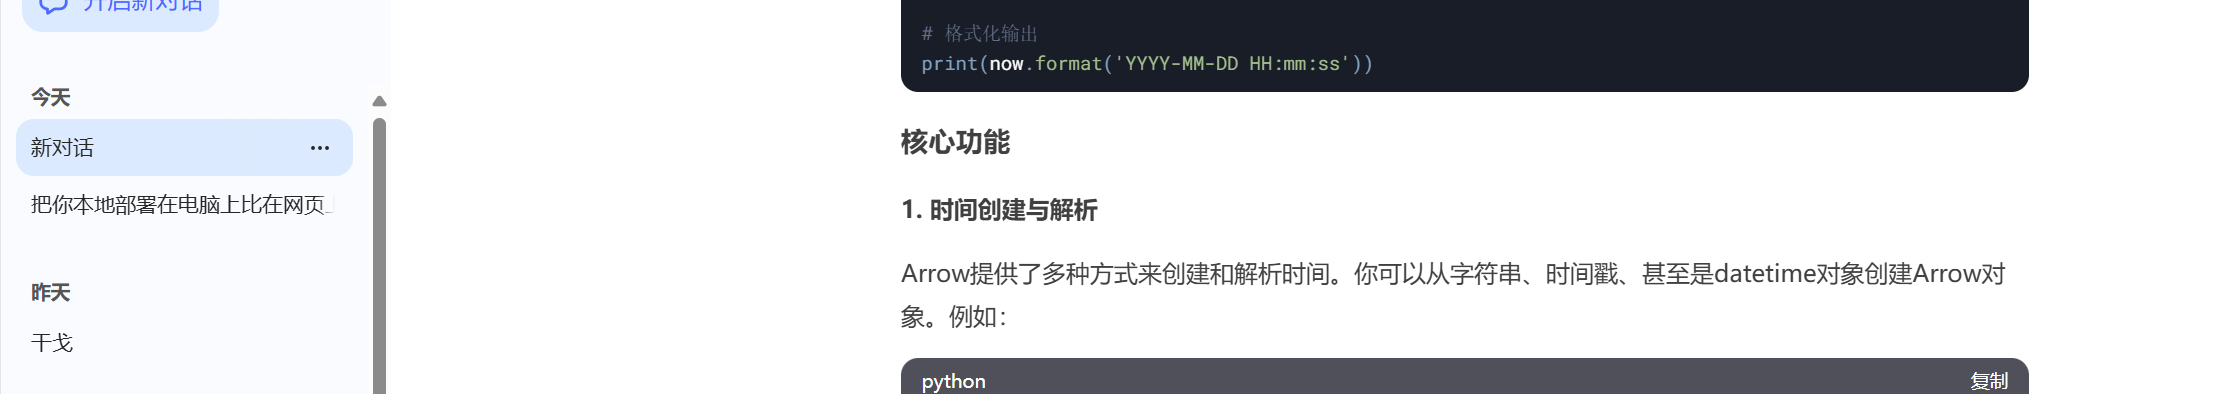 开启新对话
今天
新对话
把你本地部署在电脑上比在网页
昨天
干戈
# 格式化输出
print(now.format('YYYY-MM-DD HH:mm:ss'))
核心功能
1. 时间创建与解析
Arrow提供了多种方式来创建和解析时间。你可以从字符串、时间戳、甚至是datetime对象创建Arrow对
象。例如：
python
复制